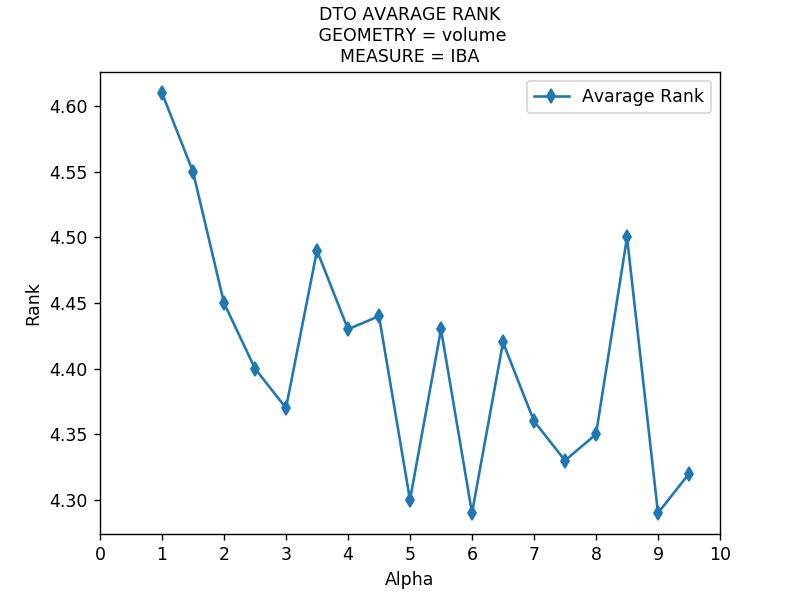 DTO AVARAGE RANK
GEOMETRY = volume
MEASURE = IBA
Avarage Rank
Rank
4.60
4.55
4.50
4.45
4.40
4.35
4.30
0 1 2 3 4 5 6 7 8 9 10
Alpha